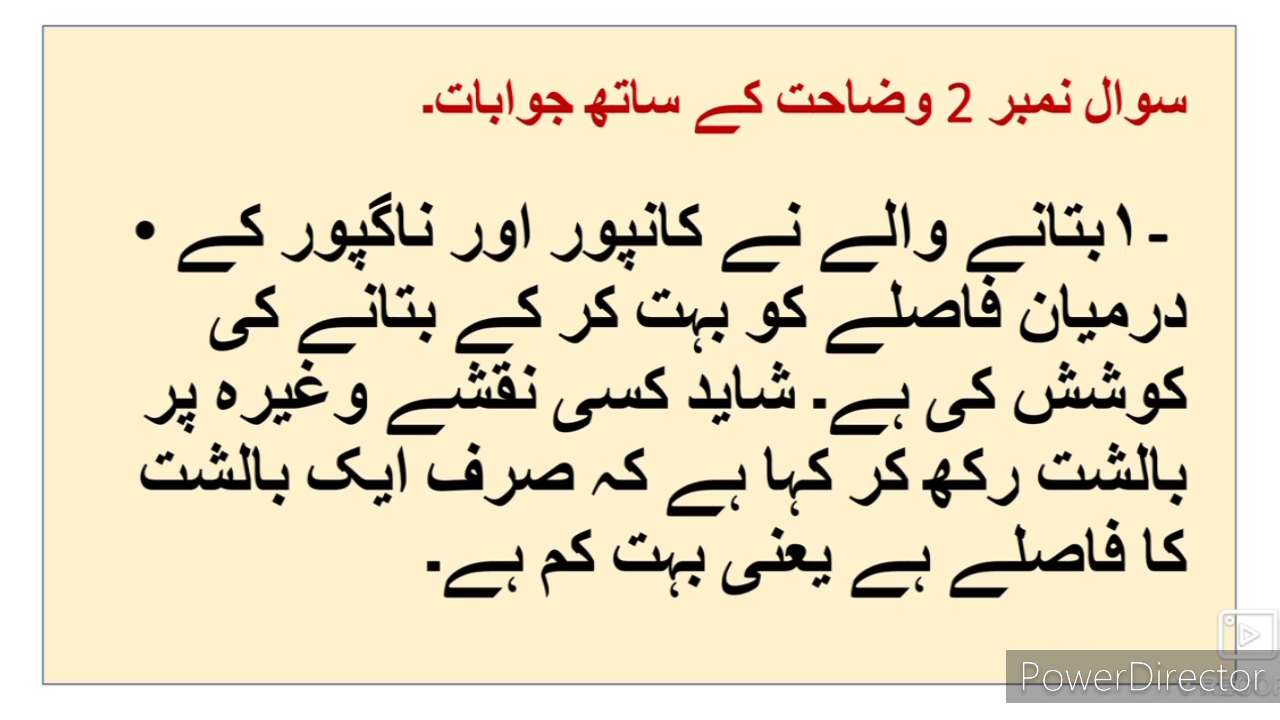 سوال نمبر 2 وضاحت کے ساتھ جوابات۔
۱- بتانے والے نے کانپور اور ناگپور کے •
درمیان فاصلے کو بہت کر کے بتانے کی
کوشش کی ہے۔ شاید کسی نقشے وغیرہ پر
بالشت رکھ کر کہا ہے کہ صرف ایک بالشت
کا فاصلے ہے یعنی بہت کم ہے۔
PowerDirector